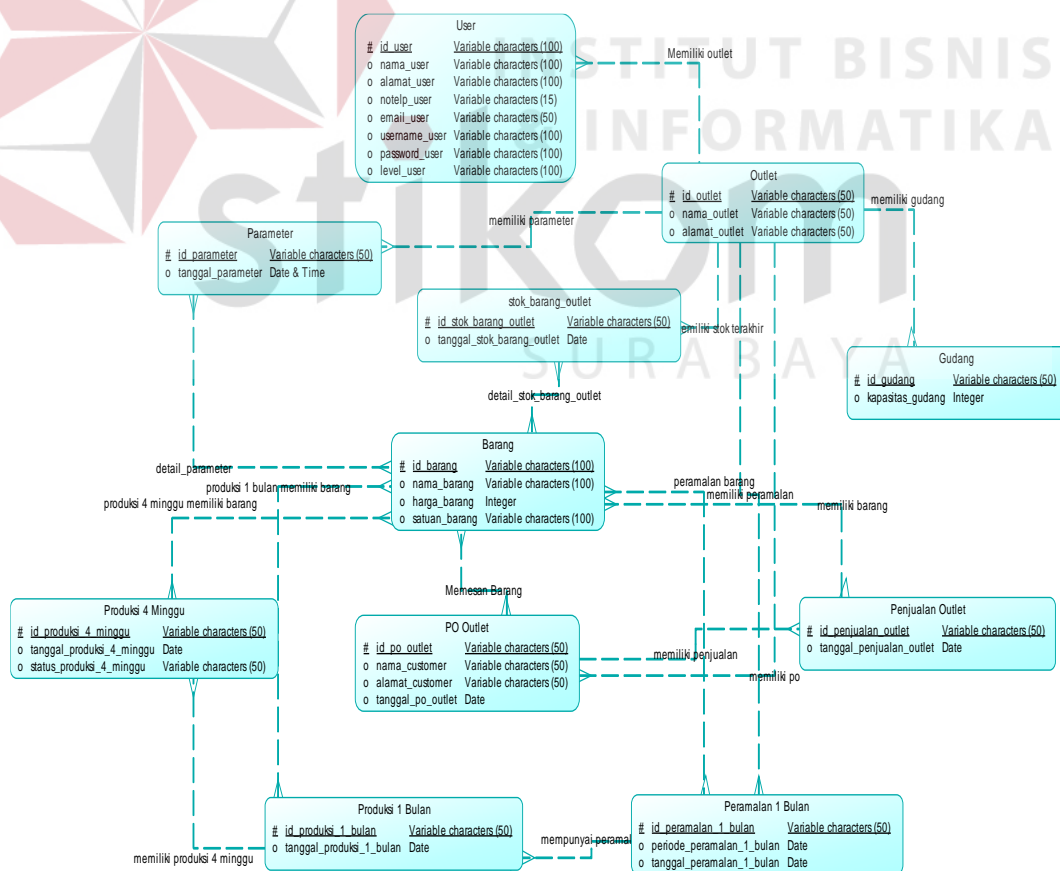 INSTITUT BISNIS
& INFORMATIKA
stikom
SURABAYA
User
# id_user Variable characters (100)
o nama_user Variable characters (100)
o alamat_user Variable characters (100)
o notelp_user Variable characters (15)
o email_user Variable characters (50)
o username_user Variable characters (100)
o password_user Variable characters (100)
o level_user Variable characters (100)
Memiliki outlet
Outlet
# id_outlet Variable characters (50)
o nama_outlet Variable characters (50)
o alamat_outlet Variable characters (50)
memiliki gudang
memiliki parameter
Parameter
# id_parameter Variable characters (50)
o tanggal_parameter Date & Time
stok_barang_outlet
# id_stok_barang_outlet Variable characters (50)
o tanggal_stok_barang_outlet Date
emiliki stok terakhir
Gudang
# id_gudang Variable characters (50)
o kapasitas_gudang Integer
detail_stok_barang_outlet
Barang
# id_barang Variable characters (100)
o nama_barang Variable characters (100)
o harga_barang Integer
o satuan_barang Variable characters (100)
detail_parameter
produksi 1 bulan memiliki barang
produksi 4 minggu memiliki barang
peramalan barang
memiliki peramalan
memiliki barang
Memesan Barang
Produksi 4 Minggu
# id_produksi_4_minggu Variable characters (50)
o tanggal_produksi_4_minggu Date
o status_produksi_4_minggu Variable characters (50)
PO Outlet
# id_po_outlet Variable characters (50)
o nama_customer Variable characters (50)
o alamat_customer Variable characters (50)
o tanggal_po_outlet Date
Penjualan Outlet
# id_penjualan_outlet Variable characters (50)
o tanggal_penjualan_outlet Date
memiliki penjualan
memiliki po
Produksi 1 Bulan
# id_produksi_1_bulan Variable characters (50)
o tanggal_produksi_1_bulan Date
memiliki produksi 4 minggu
mempunyai peramal
Peramalan 1 Bulan
# id_peramalan_1_bulan Variable characters (50)
o periode_peramalan_1_bulan Date
o tanggal_peramalan_1_bulan Date